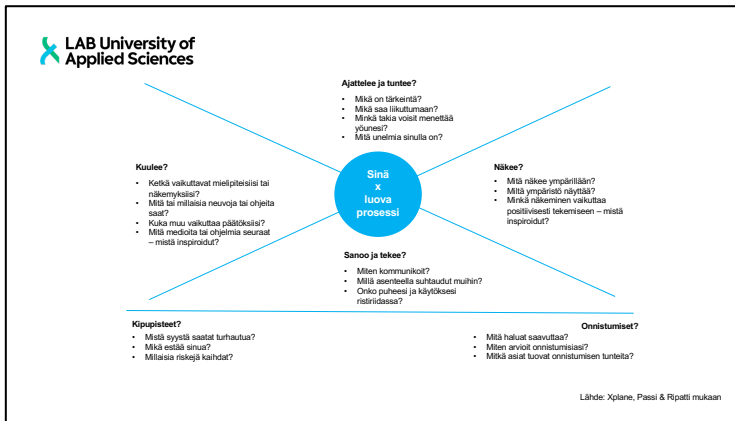 LAB University of
Applied Sciences
Ajattelee ja tuntee?
• Mikä on tärkeintä?
• Mikä saa liikuttumaan?
• Minkä takia voisit menettää
yöunesi?
• Mitä unelmia sinulla on?
Kuulee?
• Ketkä vaikuttavat mielipiteisiisi tai
näkemyksiisi?
• Mitä tai millaisia neuvoja tai ohjeita
saat?
• Kuka muu vaikuttaa päätöksiisi?
• Mitä medioita tai ohjelmia seuraat
– mistä inspiroidut?
Sinä
x
luova
prosessi
Näkee?
• Mitä näkee ympärillään?
• Miltä ympäristö näyttää?
• Minkä näkeminen vaikuttaa
positiivisesti tekemiseen – mistä
inspiroidut?
Sanoo ja tekee?
• Miten kommunikoit?
• Millä asenteella suhtaudut muihin?
• Onko puheesi ja käytöksesi
ristiriidassa?
Kipupisteet?
• Mistä syystä saatat turhautua?
• Mikä estää sinua?
• Millaisia riskejä kaihdat?
Onnistumiset?
• Mitä haluat saavuttaa?
• Miten arvioit onnistumisiasi?
• Mitkä asiat tuovat onnistumisen tunteita?
Lähde: Xplane, Passi & Ripatti mukaan